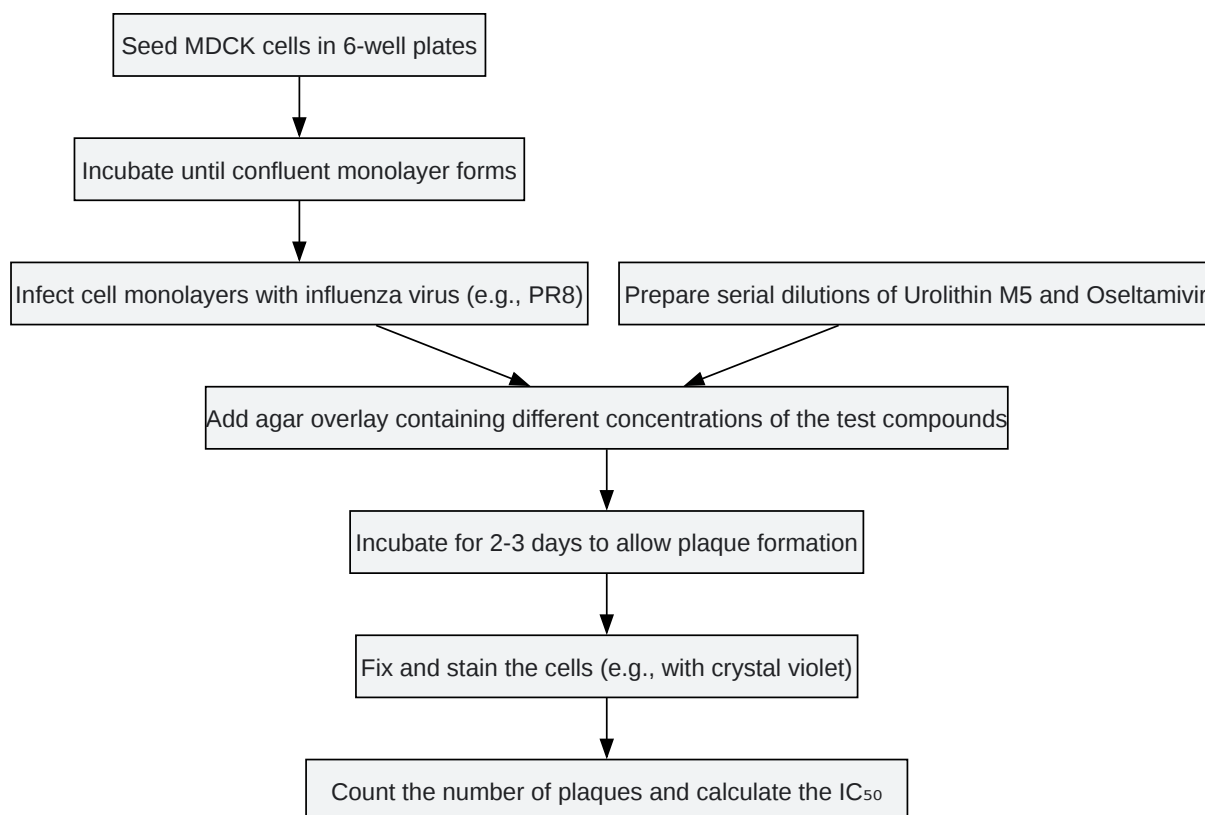 Seed MDCK cells in 6-well plates
Incubate until confluent monolayer forms
Infect cell monolayers with influenza virus (e.g., PR8)
Prepare serial dilutions of Urolithin M5 and Oseltamivir
Add agar overlay containing different concentrations of the test compounds
Incubate for 2-3 days to allow plaque formation
Fix and stain the cells (e.g., with crystal violet)
Count the number of plaques and calculate the IC₅₀